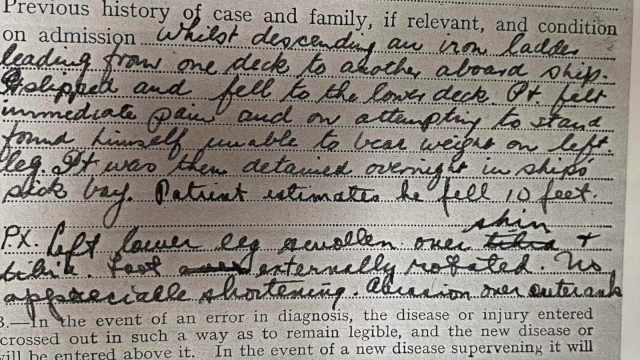 Previous history of case and family, if relevant, and condition
on admission Whilst descending an iron ladder
leading from one deck to another aboard ship.
slipped and fell to the lower deck. Pt. felt
immediate pain and on attempting to stand
found himself unable to bear weight on left
leg. Pt was then detained overnight in ship's
sick bay. Patient estimates he fell 10 feet.
shin
PX. Left lower leg swollen over tibia +
tibia. Foot externally rotated. No
appreciable shortening. Abrasion over outer
3.—In the event of an error in diagnosis, the disease or injury entered
crossed out in such a way as to remain legible, and the new disease or
will be entered above it. In the event of a new disease supervening it will